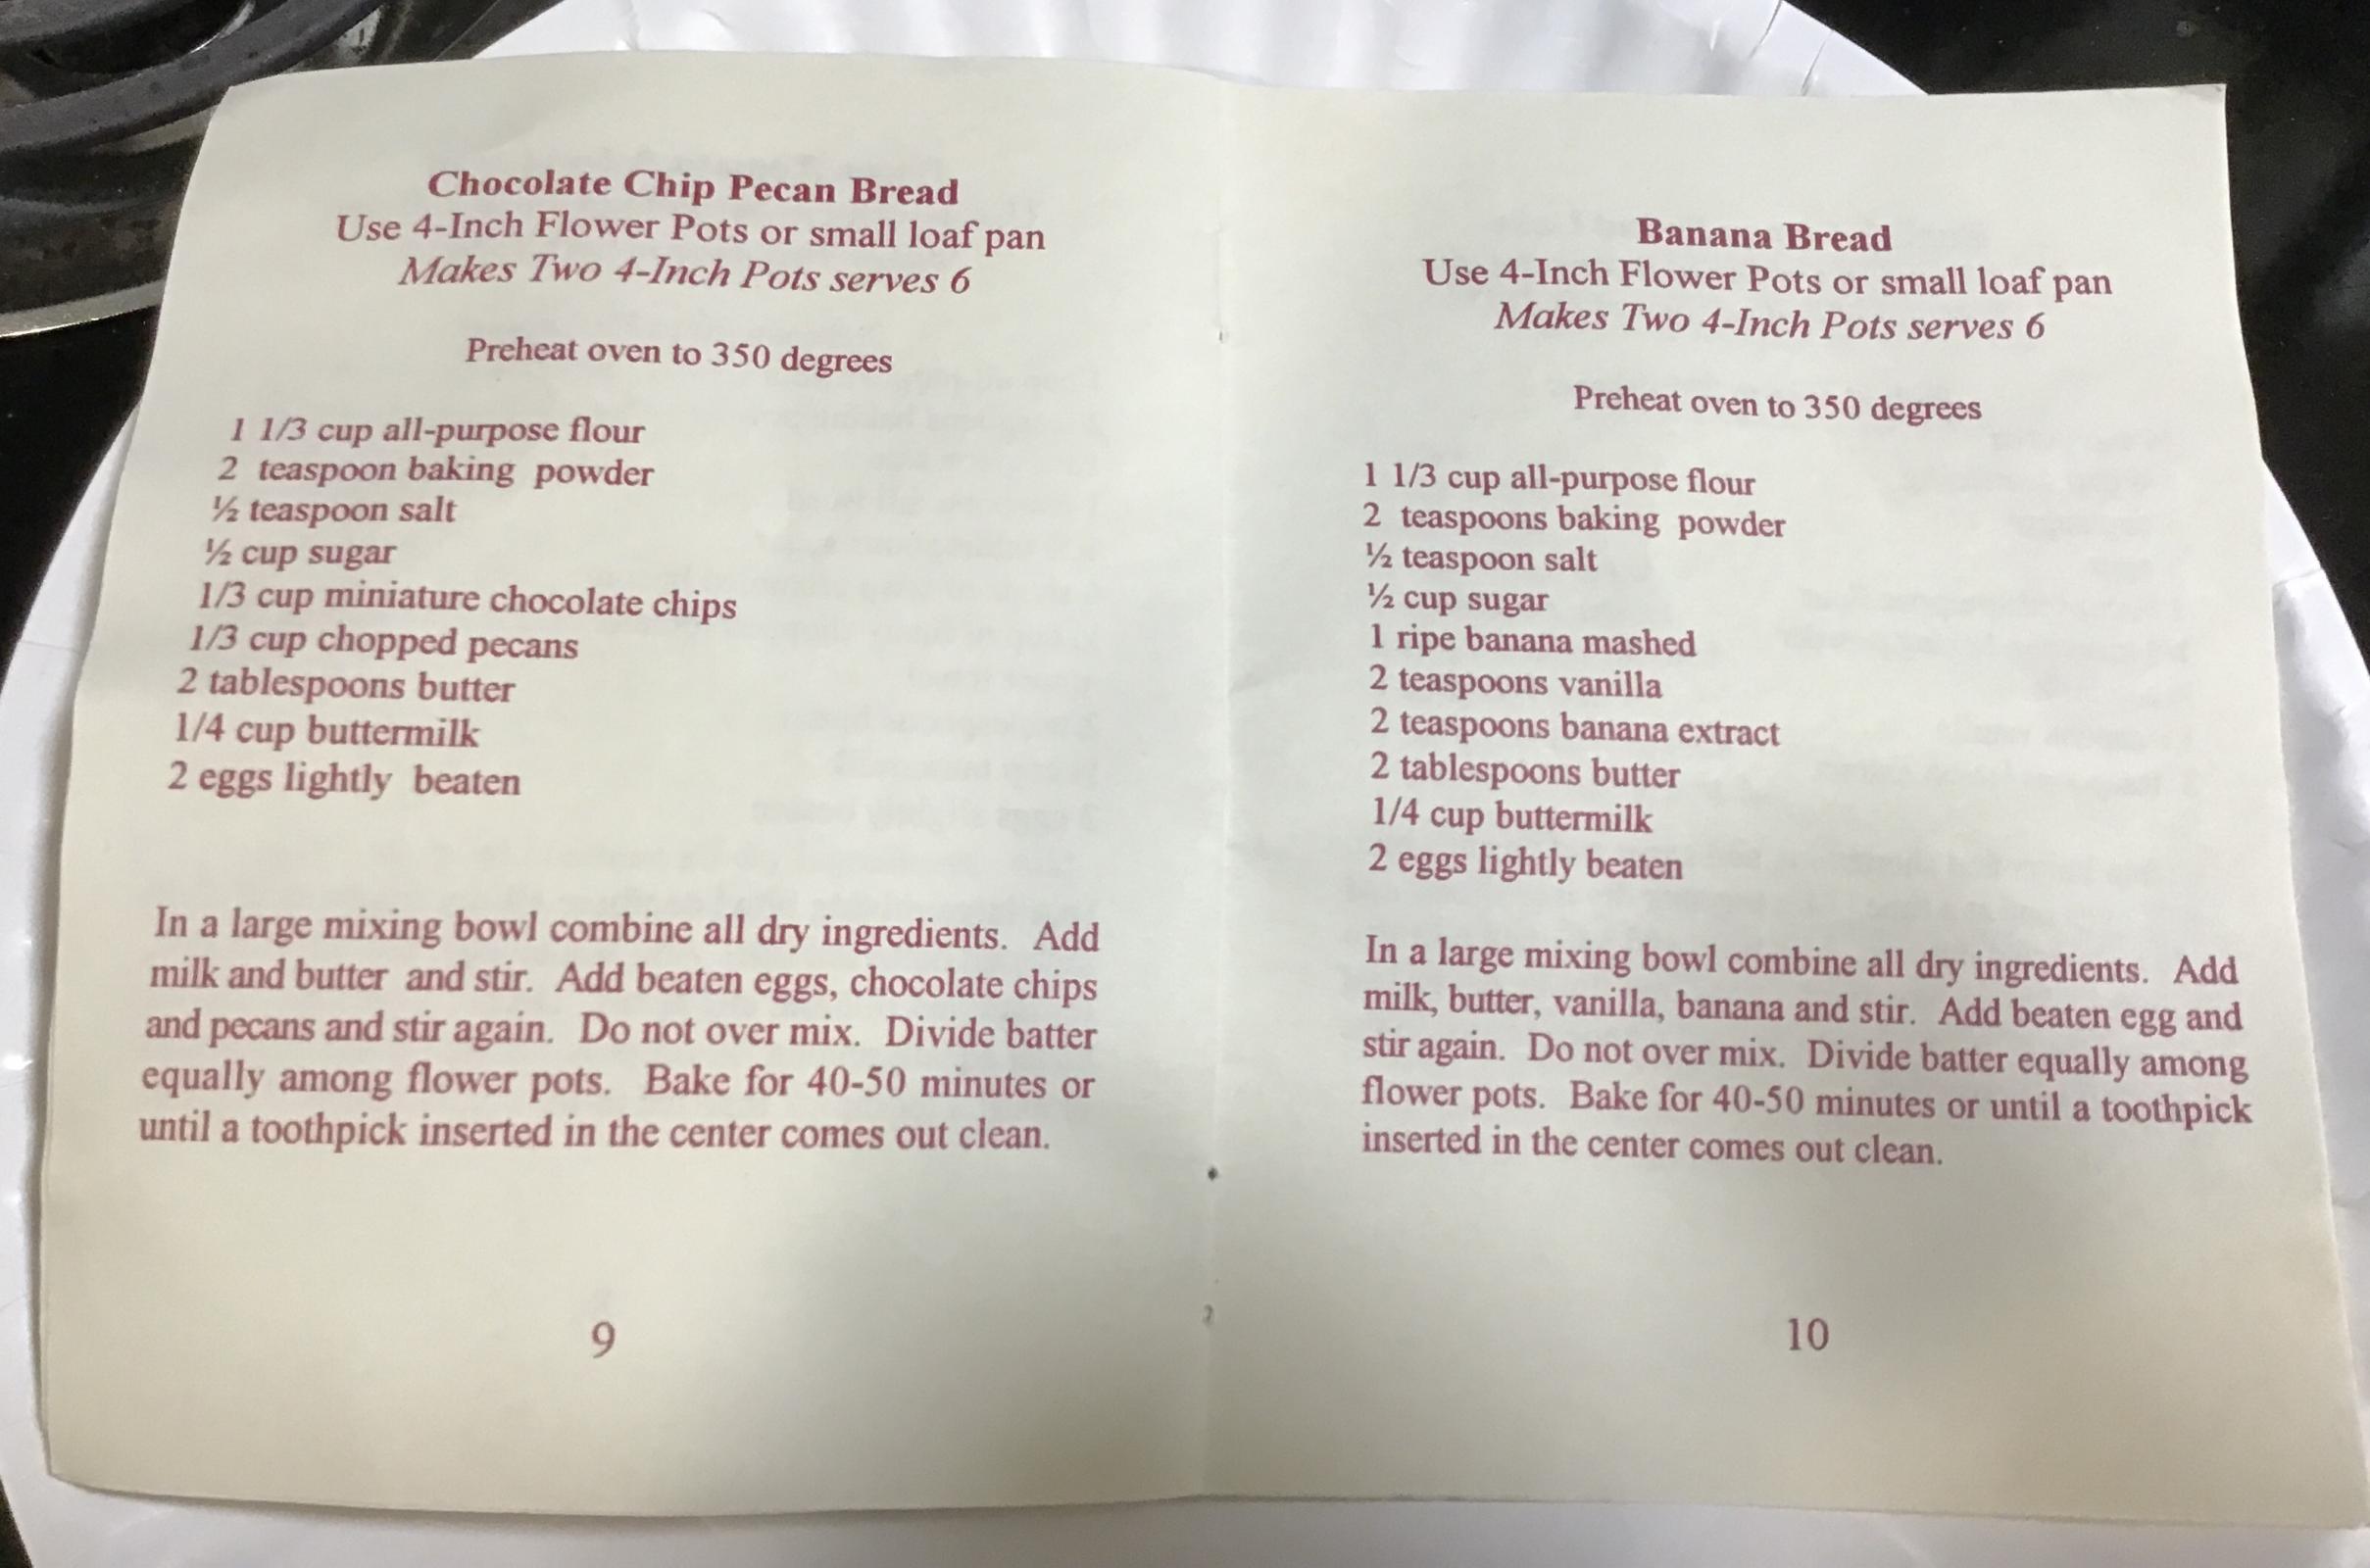 Chocolate Chip Pecan Bread
Use 4-Inch Flower Pots or small loaf pan
Makes Two 4-Inch Pots serves 6
Preheat oven to 350 degrees
1 1/3 cup all-purpose flour
2 teaspoon baking powder
½ teaspoon salt
½ cup sugar
1/3 cup miniature chocolate chips
1/3 cup chopped pecans
2 tablespoons butter
1/4 cup buttermilk
2 eggs lightly beaten
In a large mixing bowl combine all dry ingredients. Add
milk and butter and stir. Add beaten eggs, chocolate chips
and pecans and stir again. Do not over mix. Divide batter
equally among flower pots. Bake for 40-50 minutes or
until a toothpick inserted in the center comes out clean.
9
Banana Bread
Use 4-Inch Flower Pots or small loaf pan
Makes Two 4-Inch Pots serves 6
Preheat oven to 350 degrees
1 1/3 cup all-purpose flour
2 teaspoons baking powder
½ teaspoon salt
½ cup sugar
1 ripe banana mashed
2 teaspoons vanilla
2 teaspoons banana extract
2 tablespoons butter
1/4 cup buttermilk
2 eggs lightly beaten
In a large mixing bowl combine all dry ingredients. Add
milk, butter, vanilla, banana and stir. Add beaten egg and
stir again. Do not over mix. Divide batter equally among
flower pots. Bake for 40-50 minutes or until a toothpick
inserted in the center comes out clean.
10